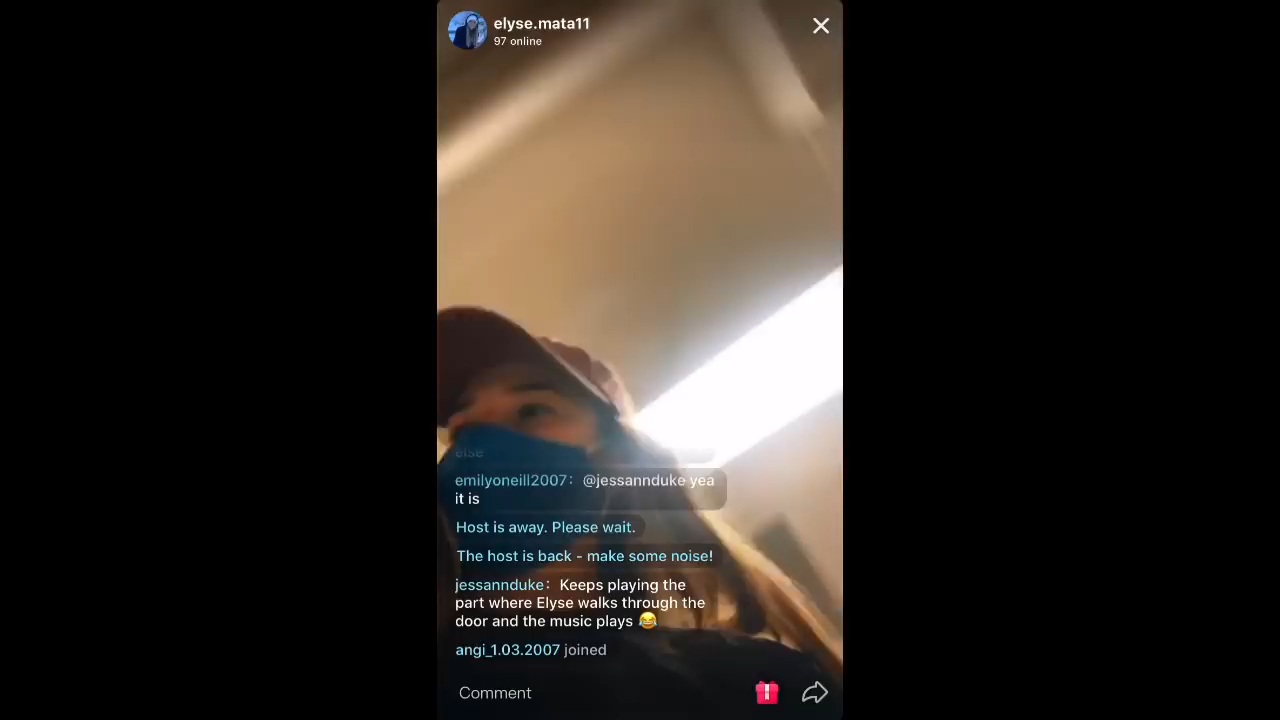 elyse.mata11
97 online
else
emilyoneill2007: @jessannduke yea
it is
Host is away. Please wait.
The host is back - make some noise!
jessannduke: Keeps playing the
part where Elyse walks through the
door and the music plays 😂
angi_1.03.2007 joined
Comment